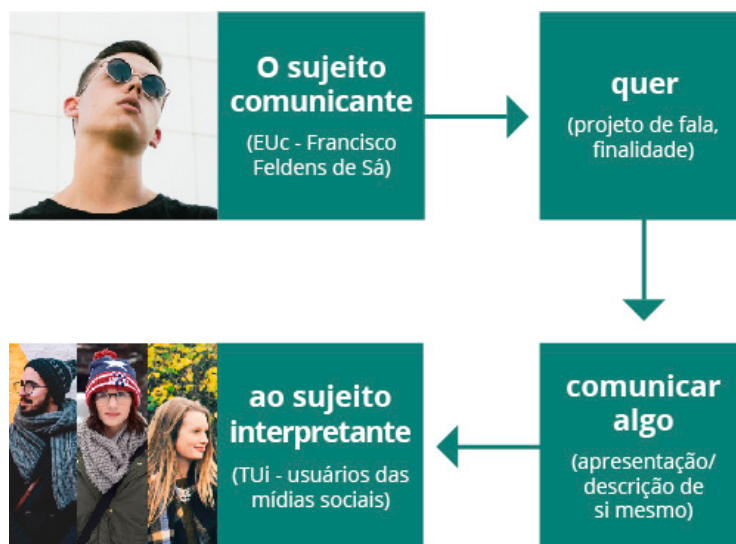 O sujeito
comunicante
(EUc - Francisco
Feldens de Sá)
quer
(projeto de fala,
finalidade)
comunicar
algo
(apresentação/
descrição de
si mesmo)
ao sujeito
interpretante
(TUi - usuários das
mídias sociais)